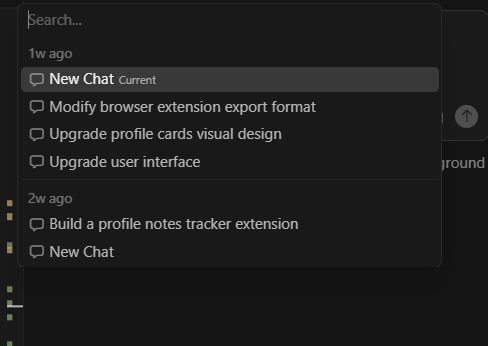 Search...
1w ago
New Chat Current
Modify browser extension export format
Upgrade profile cards visual design
ground
Upgrade user interface
2w ago
Build a profile notes tracker extension
New Chat